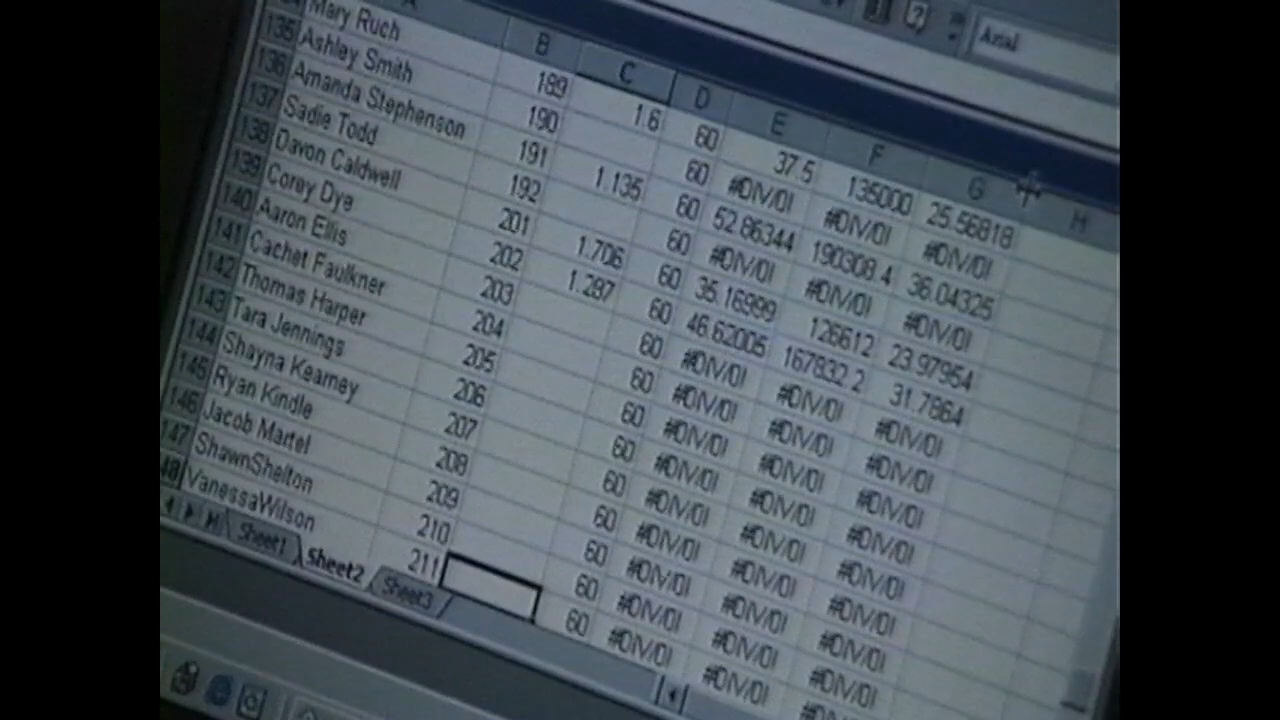 A B C D E F G H
Arial
Mary Ruch 189 1.6 60 37.5 135000 25.56818
135 Ashley Smith 190 60 #DIV/0! #DIV/0! #DIV/0!
136 Amanda Stephenson 191 1.135 60 52.86344 190308.4 36.04325
137 Sadie Todd 192 60 #DIV/0! #DIV/0! #DIV/0!
138 Davon Caldwell 201 1.706 60 35.16999 126612 23.97954
139 Corey Dye 202 1.287 60 46.62005 167832.2 31.7864
140 Aaron Ellis 203 60 #DIV/0! #DIV/0! #DIV/0!
141 Cachet Faulkner 204 60 #DIV/0! #DIV/0! #DIV/0!
142 Thomas Harper 205 60 #DIV/0! #DIV/0! #DIV/0!
143 Tara Jennings 206 60 #DIV/0! #DIV/0! #DIV/0!
144 Shayna Kearney 207 60 #DIV/0! #DIV/0! #DIV/0!
145 Ryan Kindle 208 60 #DIV/0! #DIV/0! #DIV/0!
146 Jacob Martel 209 60 #DIV/0! #DIV/0! #DIV/0!
147 ShawnShelton 210 60 #DIV/0! #DIV/0! #DIV/0!
VanessaWilson 211 60 #DIV/0! #DIV/0! #DIV/0!
Sheet1 Sheet2 Sheet3